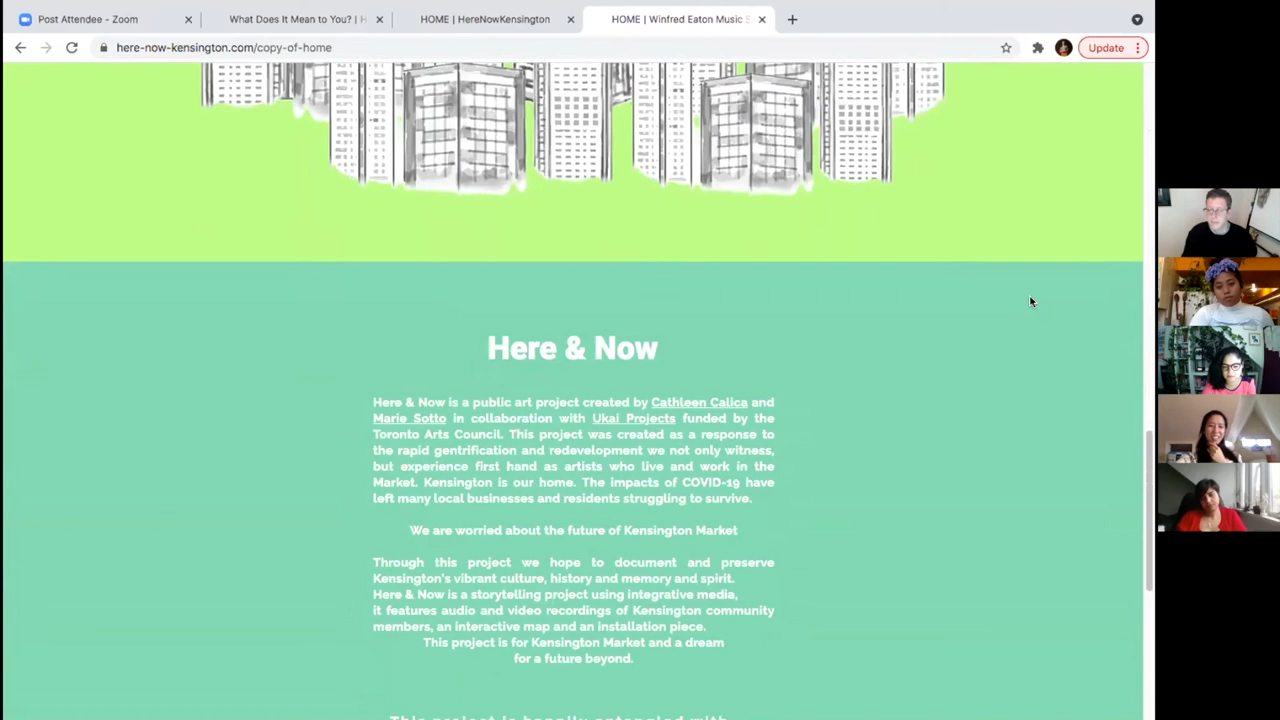 Post Attendee - Zoom
What Does It Mean to You? | H
HOME | HereNowKensington
HOME | Winfred Eaton Music S
here-now-kensington.com/copy-of-home
Update
Here & Now
Here & Now is a public art project created by Cathleen Calica and
Marie Sotto in collaboration with Ukai Projects funded by the
Toronto Arts Council. This project was created as a response to
the rapid gentrification and redevelopment we not only witness,
but experience first hand as artists who live and work in the
Market. Kensington is our home. The impacts of COVID-19 have
left many local businesses and residents struggling to survive.
We are worried about the future of Kensington Market
Through this project we hope to document and preserve
Kensington's vibrant culture, history and memory and spirit.
Here & Now is a storytelling project using integrative media,
it features audio and video recordings of Kensington community
members, an interactive map and an installation piece.
This project is for Kensington Market and a dream
for a future beyond.
This project is happily entangled with